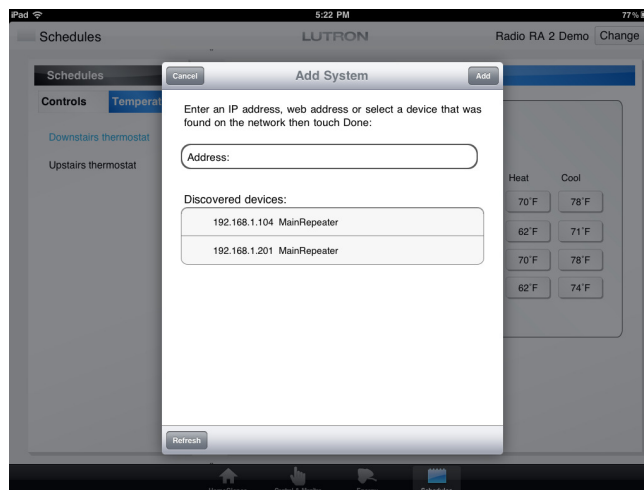 iPad 5:22 PM 77%
Schedules LUTRON Radio RA 2 Demo Change
Schedules
Controls Temperat
Downstairs thermostat
Upstairs thermostat
Cancel Add System Add
Enter an IP address, web address or select a device that was
found on the network then touch Done:
Address:
Discovered devices:
192.168.1.104 MainRepeater
192.168.1.201 MainRepeater
Refresh
Heat Cool
70°F 78°F
62°F 71°F
70°F 78°F
62°F 74°F
Schedules